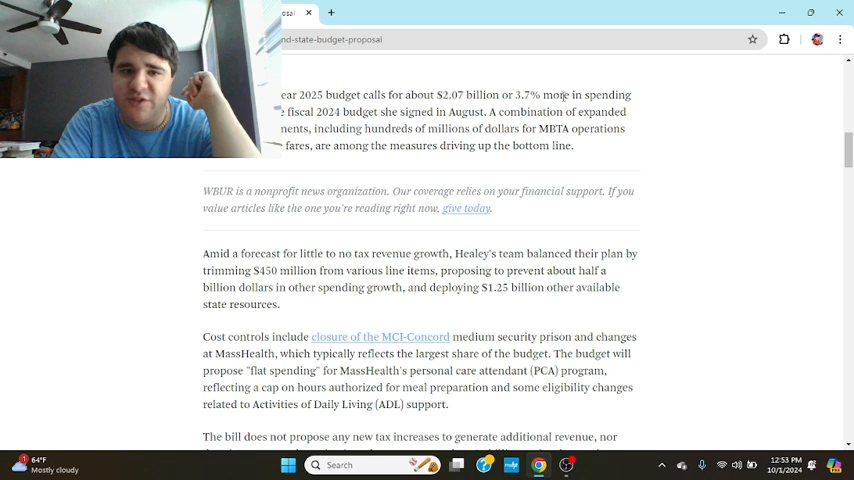 osal
nd-state-budget-proposal
ear 2025 budget calls for about $2.07 billion or 3.7% more in spending
e fiscal 2024 budget she signed in August. A combination of expanded
nents, including hundreds of millions of dollars for MBTA operations
fares, are among the measures driving up the bottom line.
WBUR is a nonprofit news organization. Our coverage relies on your financial support. If you
value articles like the one you're reading right now, give today.
Amid a forecast for little to no tax revenue growth, Healey's team balanced their plan by
trimming $450 million from various line items, proposing to prevent about half a
billion dollars in other spending growth, and deploying $1.25 billion other available
state resources.
Cost controls include closure of the MCI-Concord medium security prison and changes
at MassHealth, which typically reflects the largest share of the budget. The budget will
propose "flat spending" for MassHealth's personal care attendant (PCA) program,
reflecting a cap on hours authorized for meal preparation and some eligibility changes
related to Activities of Daily Living (ADL) support.
The bill does not propose any new tax increases to generate additional revenue, nor
1
64°F
Mostly cloudy
Search
12:53 PM
10/1/2024